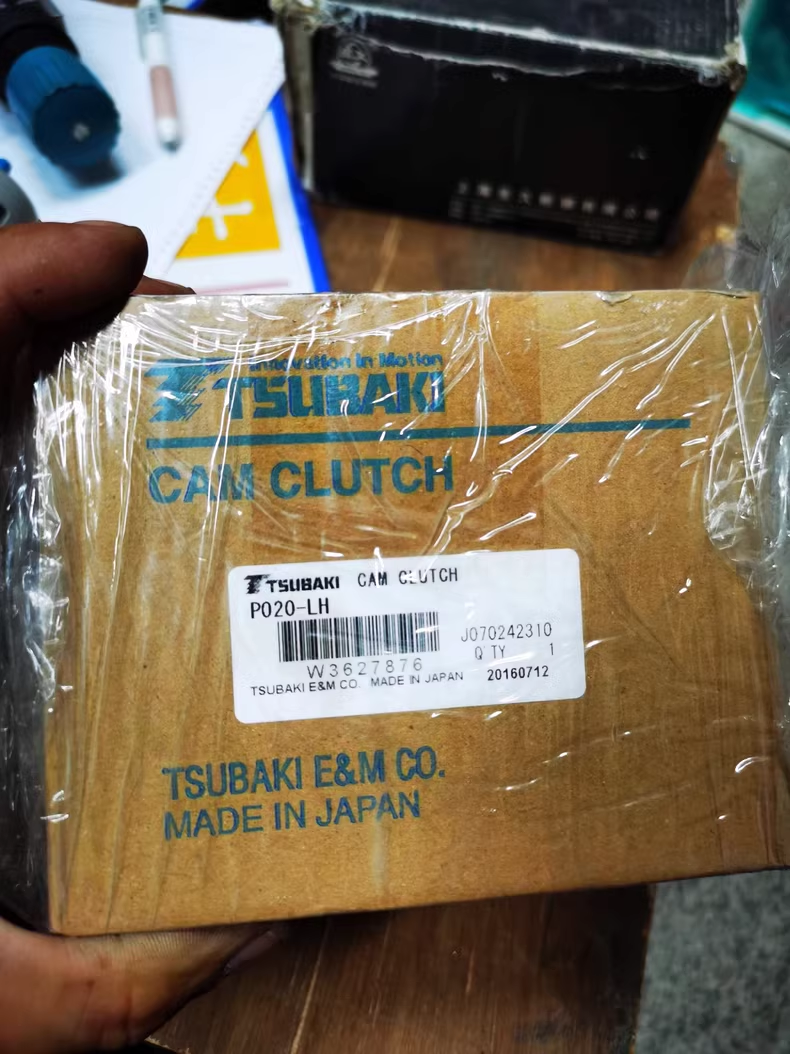 Innovation in Motion
TSUBAKI
CAM CLUTCH
TSUBAKI CAM CLUTCH
PO20-LH
J070242310
W3627876
Q'TY 1
TSUBAKI E&M CO. MADE IN JAPAN
20160712
TSUBAKI E&M CO.
MADE IN JAPAN